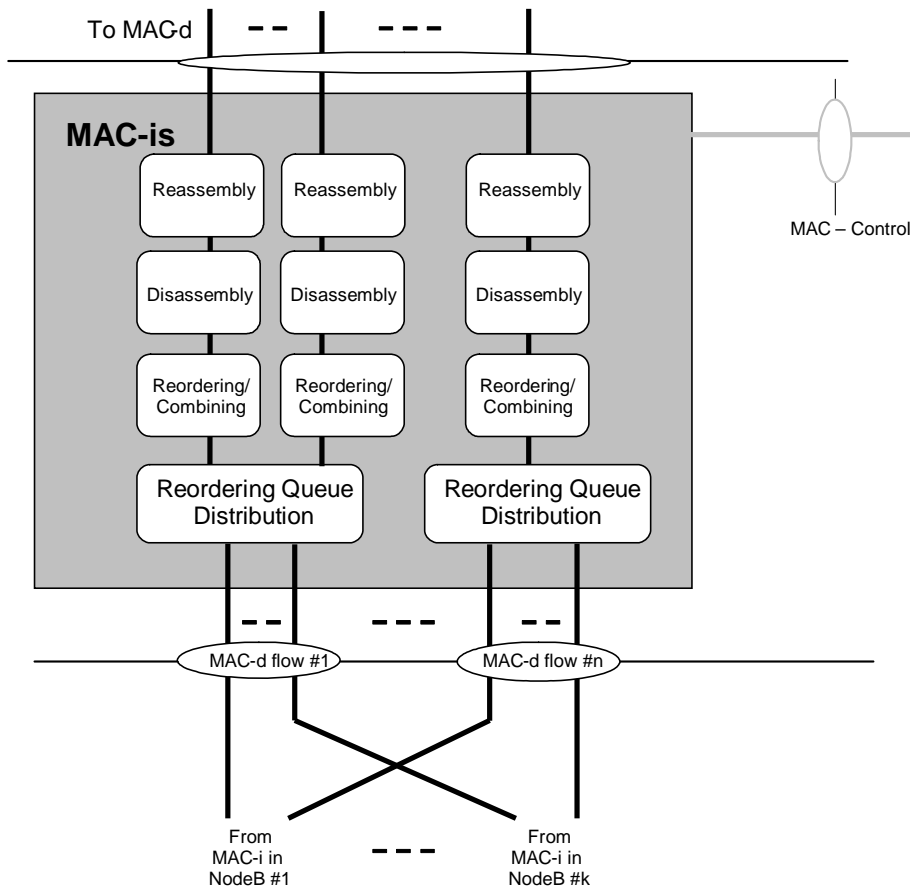 To MAC-d
MAC-is
MAC – Control
Reassembly
Reassembly
Reassembly
Disassembly
Disassembly
Disassembly
Reordering/
Combining
Reordering/
Combining
Reordering/
Combining
Reordering Queue
Distribution
Reordering Queue
Distribution
MAC-d flow #1
MAC-d flow #n
From
MAC-i in
NodeB #1
From
MAC-i in
NodeB #k